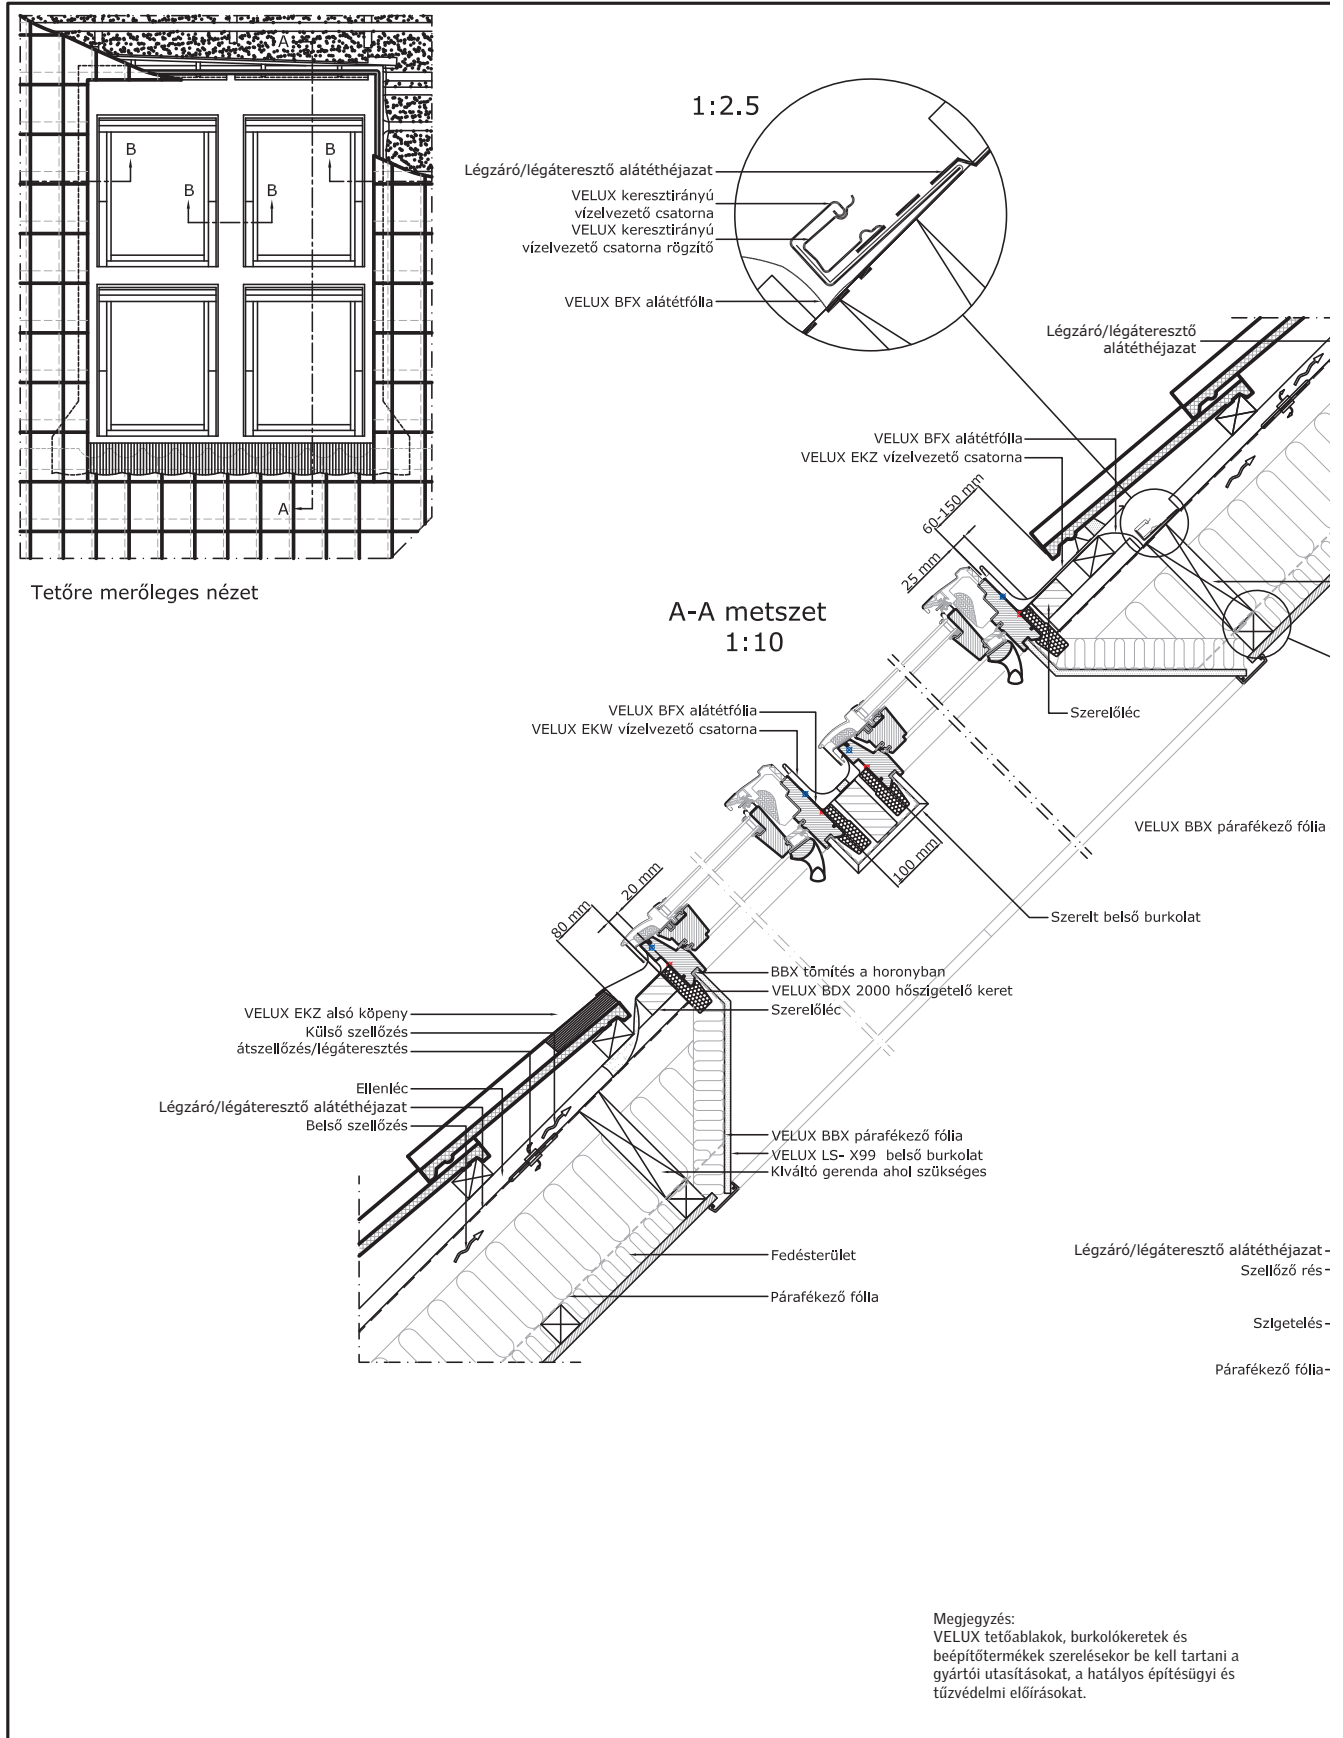 A
B
B
B
B
A
Tetőre merőleges nézet
1:2.5
Légzáró/légáteresztő alátéthéjazat
VELUX keresztirányú
vízelvezető csatorna
VELUX keresztirányú
vízelvezető csatorna rögzítő
VELUX BFX alátétfólia
Légzáró/légáteresztő
alátéthéjazat
VELUX BFX alátétfólia
VELUX EKZ vízelvezető csatorna
60-150 mm
25 mm
A-A metszet
1:10
Szerelőléc
VELUX BFX alátétfólia
VELUX EKW vízelvezető csatorna
VELUX BBX párafékező fólia
100 mm
20 mm
80 mm
Szerelt belső burkolat
BBX tömítés a horonyban
VELUX BDX 2000 hőszigetelő keret
Szerelőléc
VELUX EKZ alsó köpeny
Külső szellőzés
átszellőzés/légáteresztés
Ellenléc
Légzáró/légáteresztő alátéthéjazat
Belső szellőzés
VELUX BBX párafékező fólia
VELUX LS- X99 belső burkolat
Kiváltó gerenda ahol szükséges
Fedésterület
Párafékező fólia
Légzáró/légáteresztő alátéthéjazat
Szellőző rés
Szigetelés
Párafékező fólia
Megjegyzés:
VELUX tetőablakok, burkolókeretek és
beépítőtermékek szerelésekor be kell tartani a
gyártói utasításokat, a hatályos építésügyi és
tűzvédelmi előírásokat.